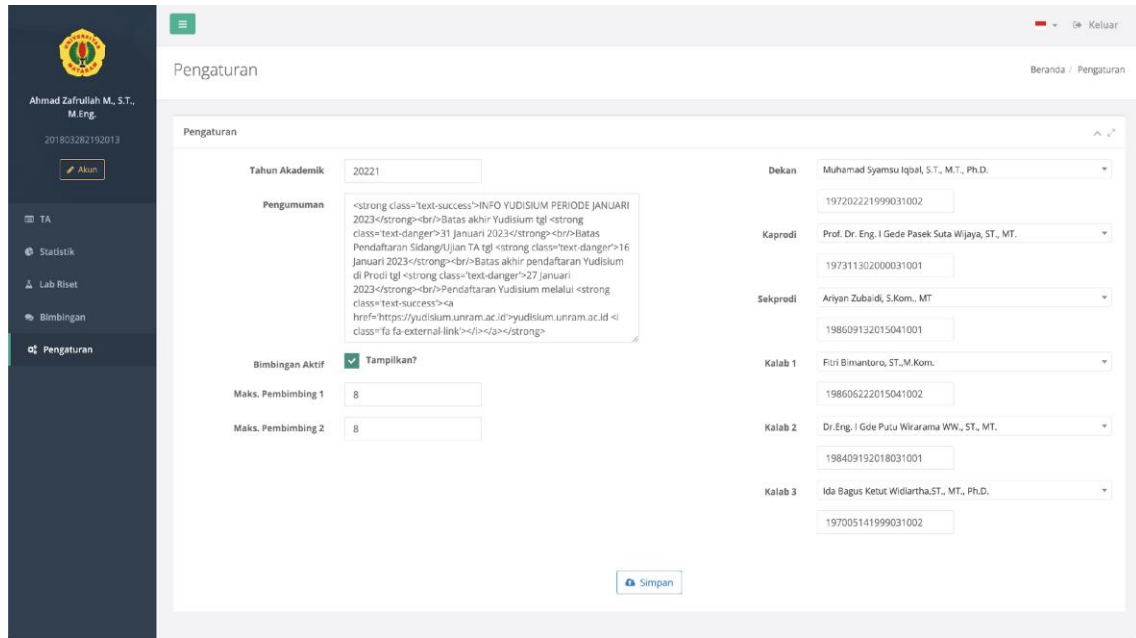 UNIVERSITAS
MATARAM
Ahmad Zafrullah M., S.T.,
M.Eng.
201803282192013
Akun
TA
Statistik
Lab Riset
Bimbingan
Pengaturan
Keluar
Pengaturan
Beranda / Pengaturan
Pengaturan
Tahun Akademik
20221
Pengumuman
<strong class='text-success'>INFO YUDISIUM PERIODE JANUARI
2023</strong><br/>Batas akhir Yudisium tgl <strong
class='text-danger'>31 Januari 2023</strong><br/>Batas
Pendaftaran Sidang/Ujian TA tgl <strong class='text-danger'>16
Januari 2023</strong><br/>Batas akhir pendaftaran Yudisium
di Prodi tgl <strong class='text-danger'>27 Januari
2023</strong><br/>Pendaftaran Yudisium melalui <strong
class='text-success'><a
href='https://yudisium.unram.ac.id'>yudisium.unram.ac.id <i
class='fa fa-external-link'></i></a></strong>
Bimbingan Aktif
Tampilkan?
Maks. Pembimbing 1
8
Maks. Pembimbing 2
8
Dekan
Muhamad Syamsu Iqbal, S.T., M.T., Ph.D.
197202221999031002
Kaprodi
Prof. Dr. Eng. I Gede Pasek Suta Wijaya, ST., MT.
197311302000031001
Sekprodi
Ariyan Zubaidi, S.Kom., MT
198609132015041001
Kalab 1
Fitri Bimantoro, ST.,M.Kom.
198606222015041002
Kalab 2
Dr.Eng. I Gde Putu Wirarama WW., ST., MT.
198409192018031001
Kalab 3
Ida Bagus Ketut Widiartha,ST., MT., Ph.D.
197005141999031002
Simpan